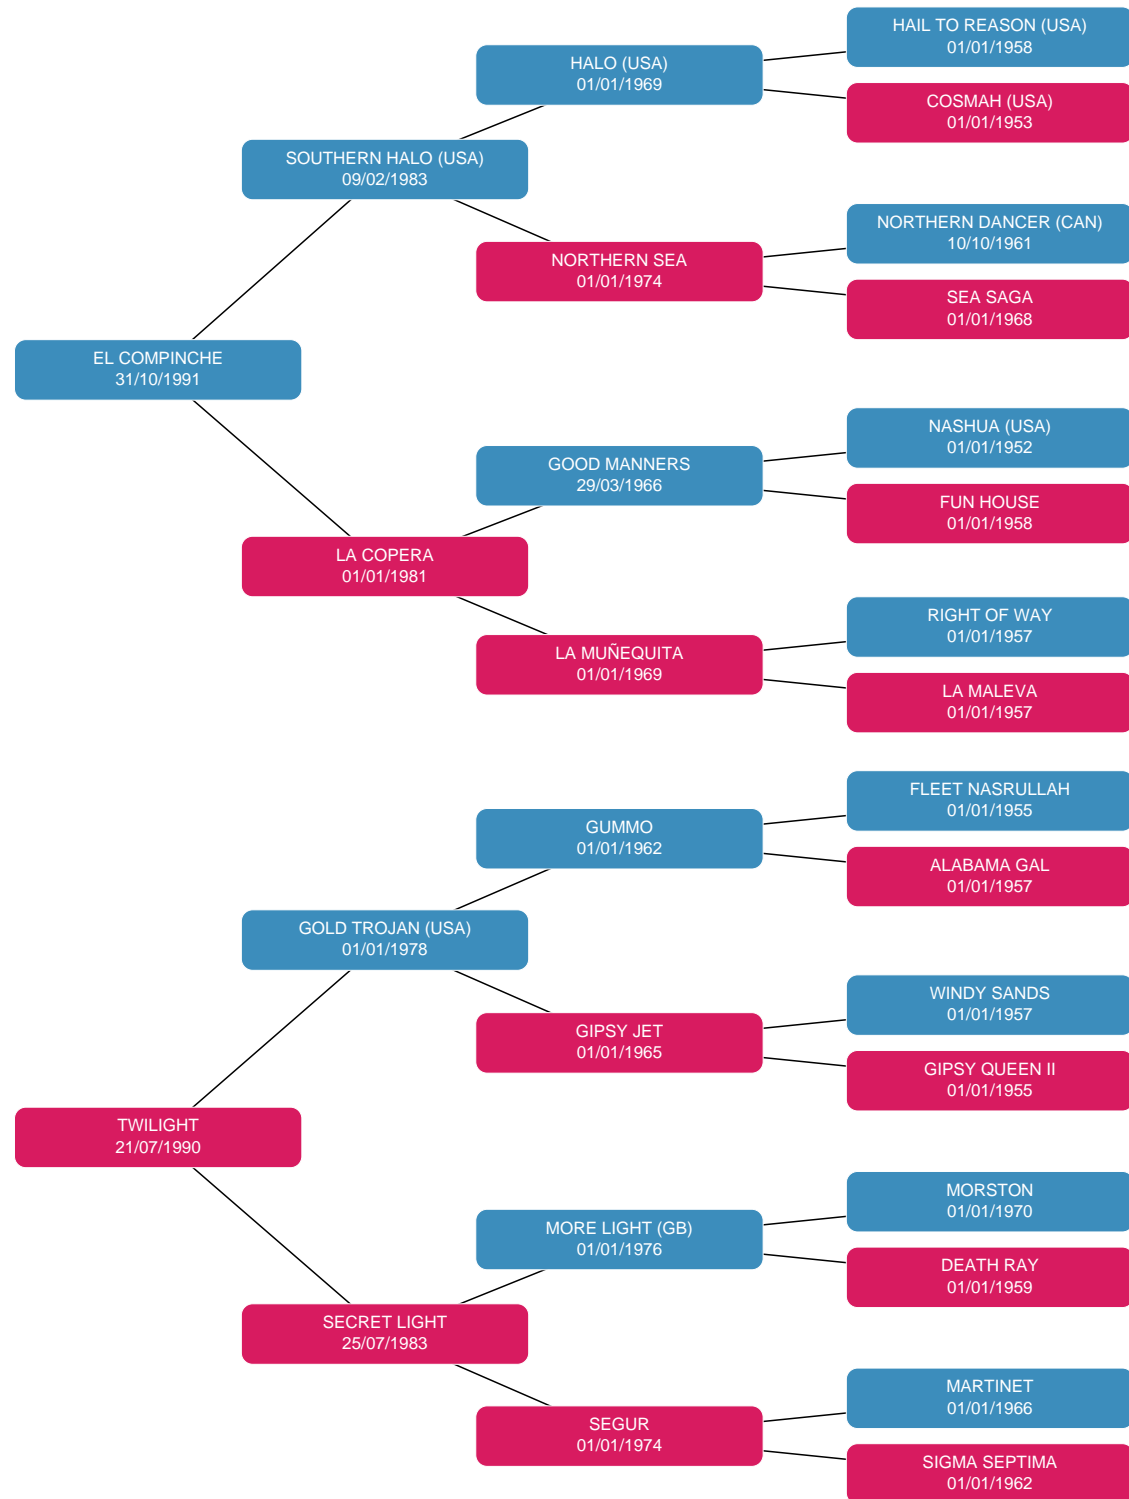 HAIL TO REASON (USA)
01/01/1958
HALO (USA)
01/01/1969
COSMAH (USA)
01/01/1953
SOUTHERN HALO (USA)
09/02/1983
NORTHERN DANCER (CAN)
10/10/1961
NORTHERN SEA
01/01/1974
SEA SAGA
01/01/1968
EL COMPINCHE
31/10/1991
NASHUA (USA)
01/01/1952
GOOD MANNERS
29/03/1966
FUN HOUSE
01/01/1958
LA COPERA
01/01/1981
RIGHT OF WAY
01/01/1957
LA MUÑEQUITA
01/01/1969
LA MALEVA
01/01/1957
FLEET NASRULLAH
01/01/1955
GUMMO
01/01/1962
ALABAMA GAL
01/01/1957
GOLD TROJAN (USA)
01/01/1978
WINDY SANDS
01/01/1957
GIPSY JET
01/01/1965
GIPSY QUEEN II
01/01/1955
TWILIGHT
21/07/1990
MORSTON
01/01/1970
MORE LIGHT (GB)
01/01/1976
DEATH RAY
01/01/1959
SECRET LIGHT
25/07/1983
MARTINET
01/01/1966
SEGUR
01/01/1974
SIGMA SEPTIMA
01/01/1962